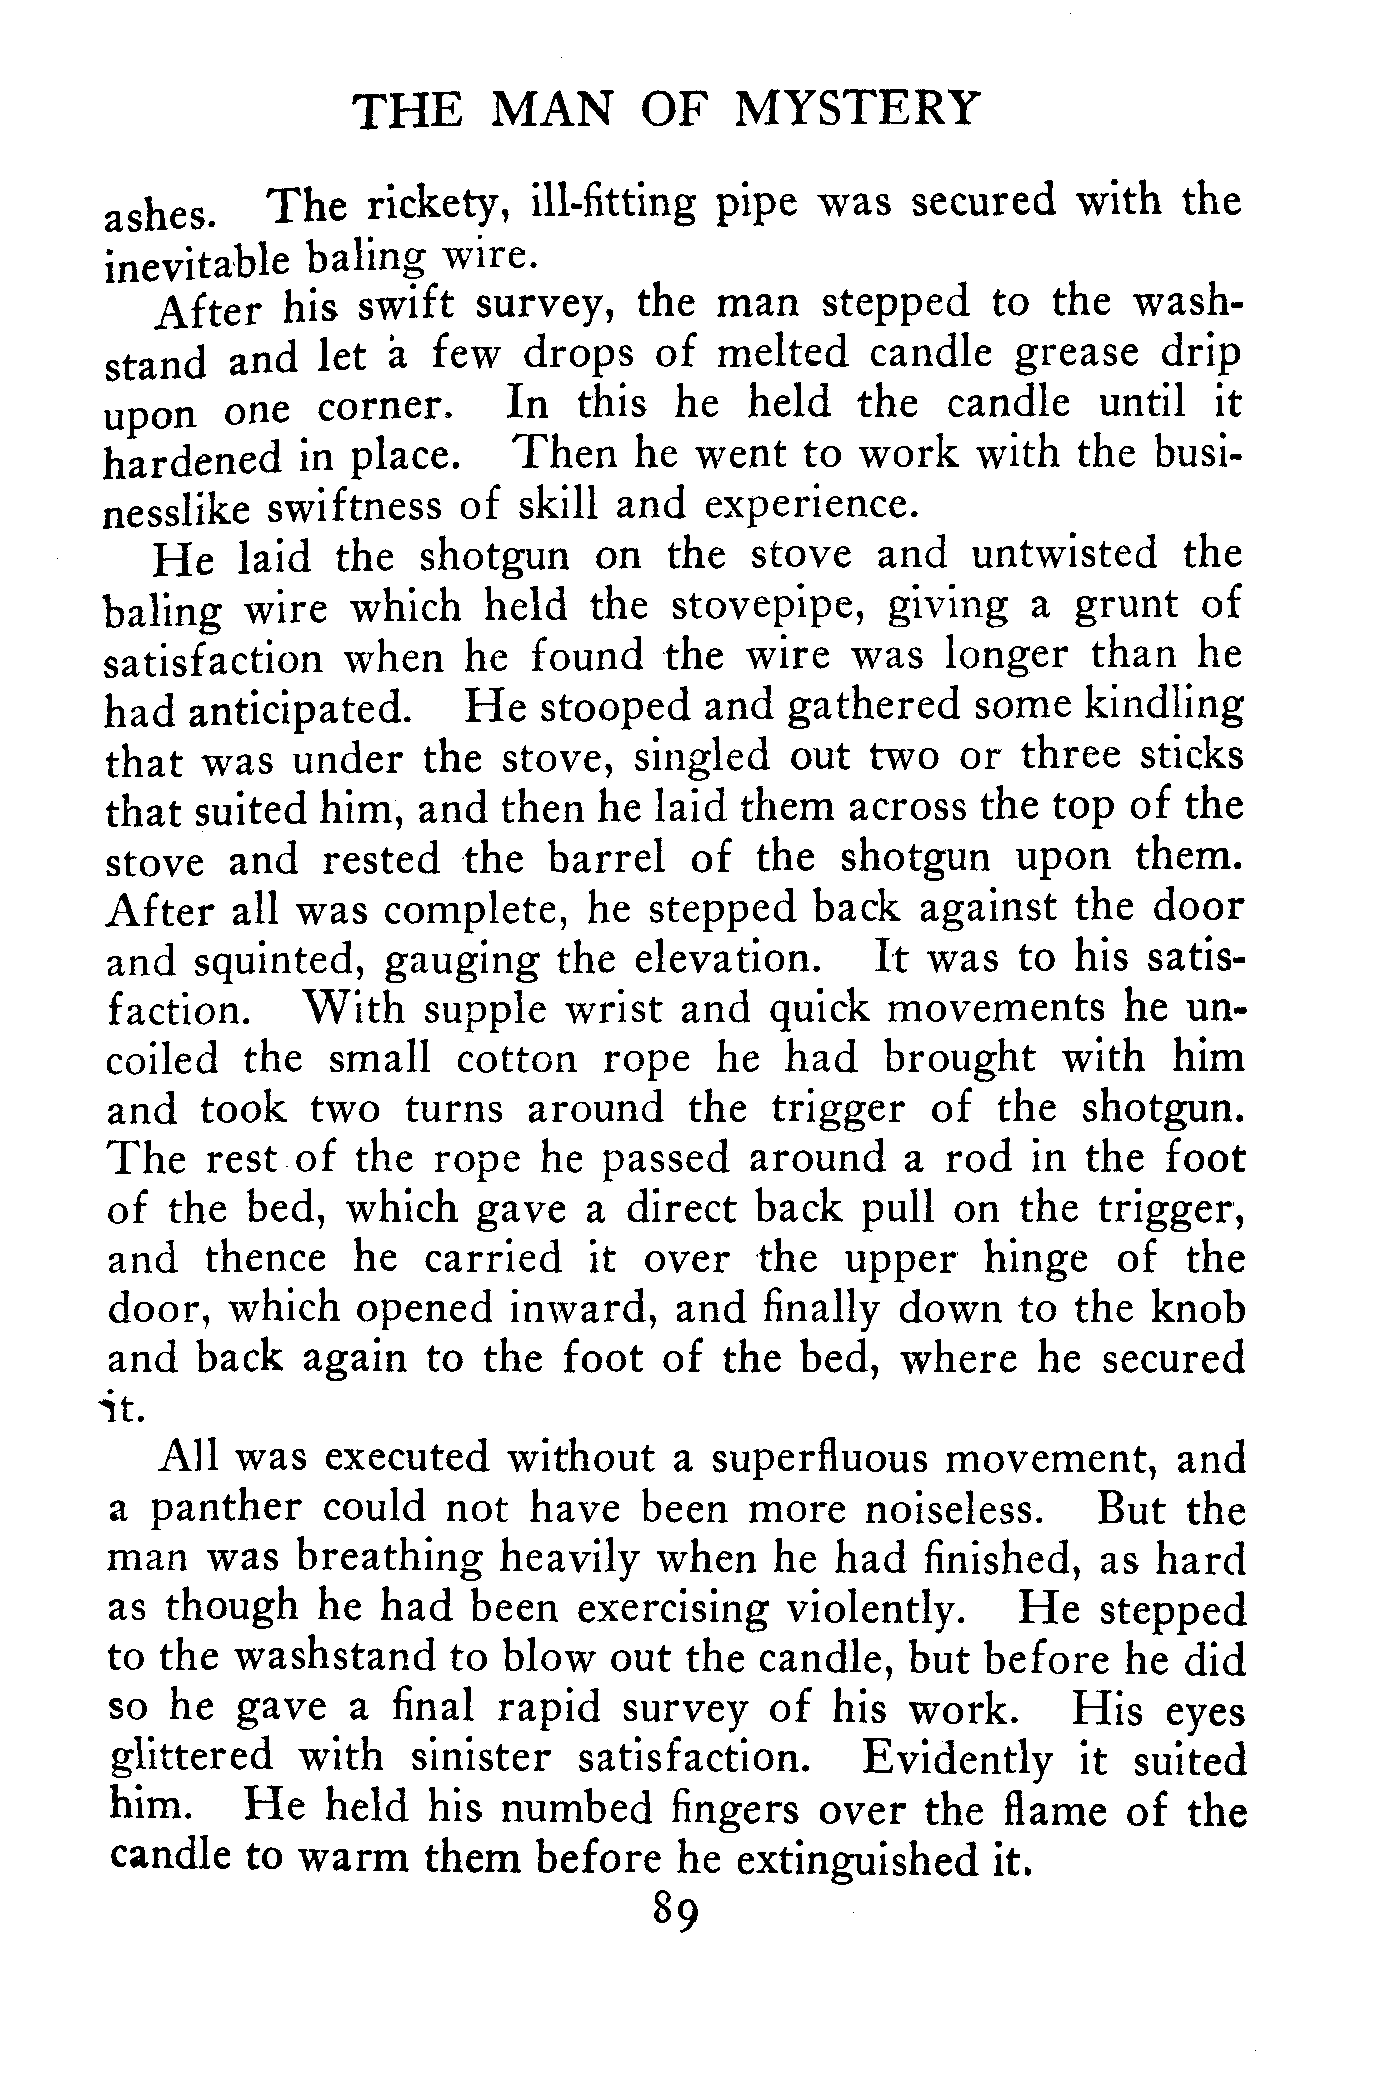 THE MAN OF MYSTERY
ashes. The rickety, ill-fitting pipe was secured with the
inevitable baling wire.
After his swift survey, the man stepped to the wash-
stand and let a few drops of melted candle grease drip
upon one corner. In this he held the candle until it
hardened in place. Then he went to work with the busi-
nesslike swiftness of skill and experience.
He laid the shotgun on the stove and untwisted the
baling wire which held the stovepipe, giving a grunt of
satisfaction when he found the wire was longer than he
had anticipated. He stooped and gathered some kindling
that was under the stove, singled out two or three sticks
that suited him, and then he laid them across the top of the
stove and rested the barrel of the shotgun upon them.
After all was complete, he stepped back against the door
and squinted, gauging the elevation. It was to his satis-
faction. With supple wrist and quick movements he un-
coiled the small cotton rope he had brought with him
and took two turns around the trigger of the shotgun.
The rest of the rope he passed around a rod in the foot
of the bed, which gave a direct back pull on the trigger,
and thence he carried it over the upper hinge of the
door, which opened inward, and finally down to the knob
and back again to the foot of the bed, where he secured
it.
All was executed without a superfluous movement, and
a panther could not have been more noiseless. But the
man was breathing heavily when he had finished, as hard
as though he had been exercising violently. He stepped
to the washstand to blow out the candle, but before he did
so he gave a final rapid survey of his work. His eyes
glittered with sinister satisfaction. Evidently it suited
him. He held his numbed fingers over the flame of the
candle to warm them before he extinguished it.
89